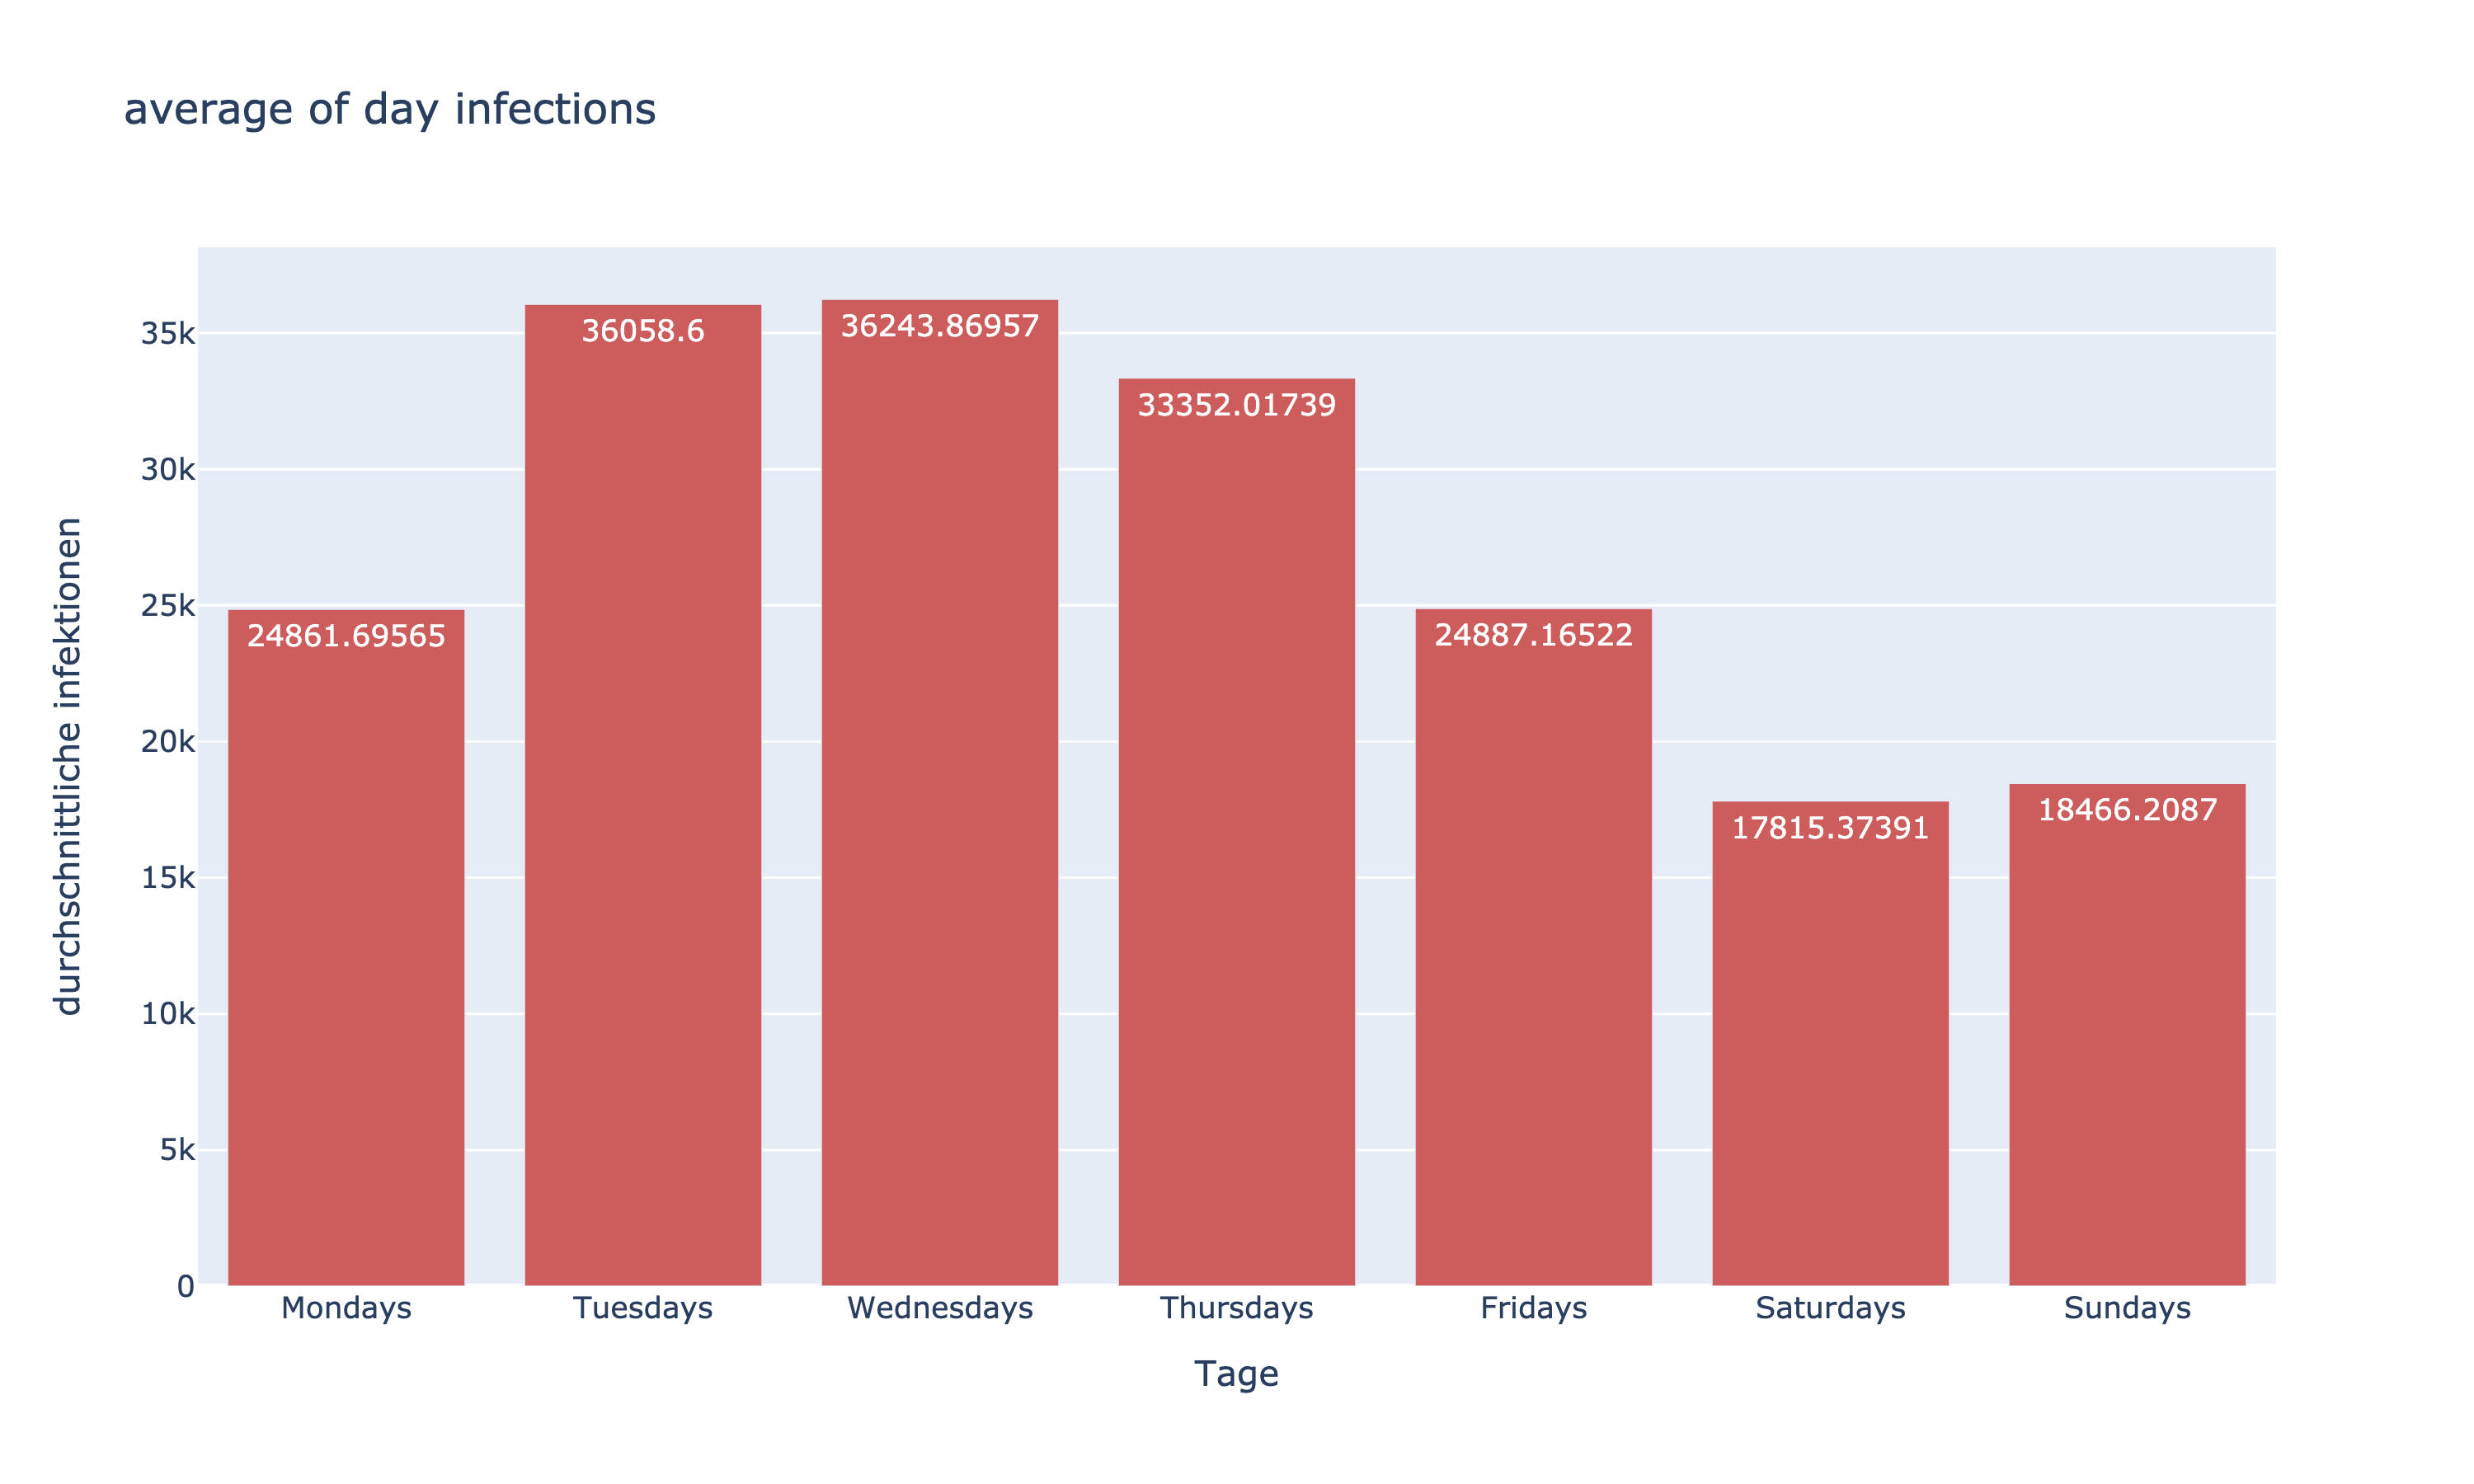 average of day infections
durchschnittliche infektionen
35k
30k
25k
20k
15k
10k
5k
0
24861.69565
36058.6
36243.86957
33352.01739
24887.16522
17815.37391
18466.2087
Mondays
Tuesdays
Wednesdays
Thursdays
Fridays
Saturdays
Sundays
Tage